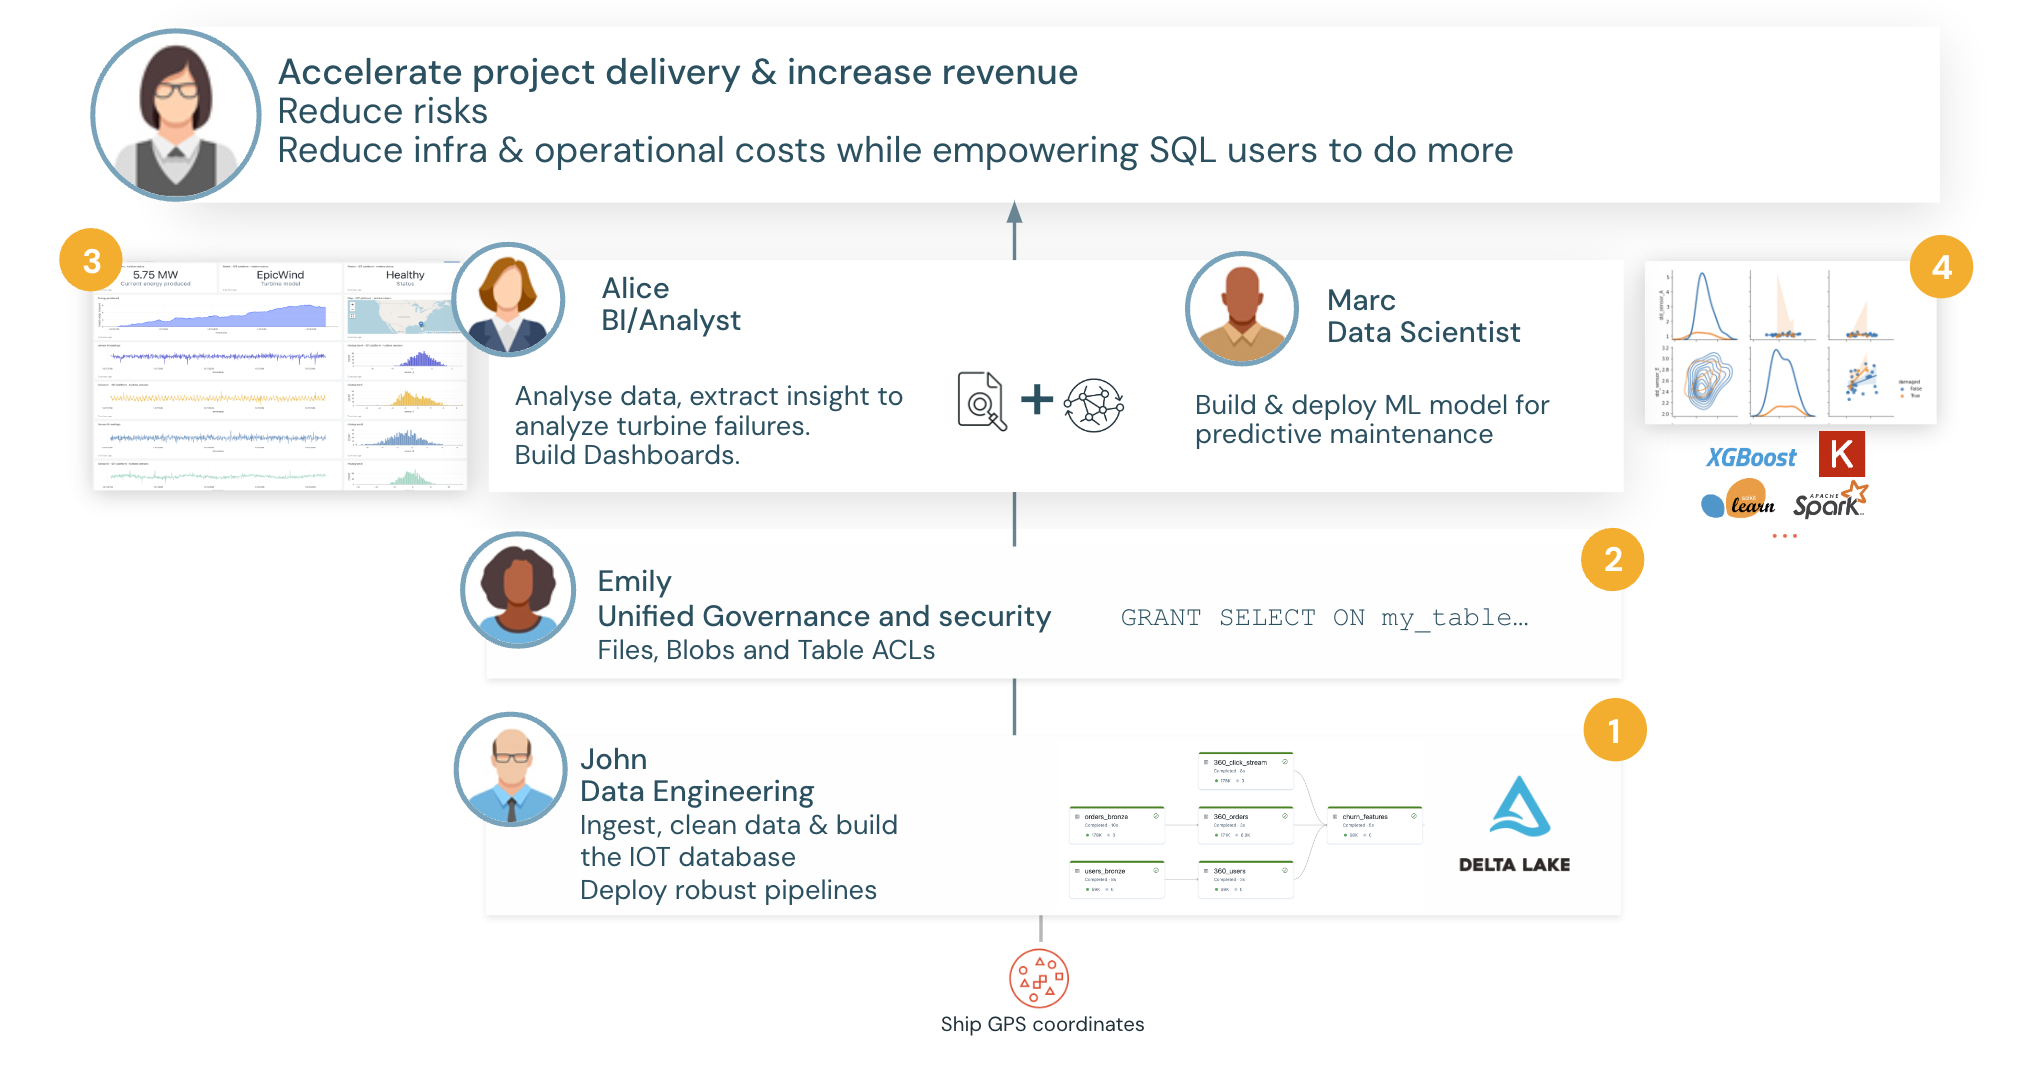 Accelerate project delivery & increase revenue
Reduce risks
Reduce infra & operational costs while empowering SQL users to do more
3
5.75 MW
Current energy produced
EpicWind
Turbine model
Healthy
Status
Alice
BI/Analyst
Analyse data, extract insight to
analyze turbine failures.
Build Dashboards.
Marc
Data Scientist
Build & deploy ML model for
predictive maintenance
4
damaged
False
True
XGBoost
K
learn
APACHE
Spark
...
2
Emily
Unified Governance and security
Files, Blobs and Table ACLs
GRANT SELECT ON my_table…
1
John
Data Engineering
Ingest, clean data & build
the IOT database
Deploy robust pipelines
360_click_stream
orders_bronze
360_orders
churn_features
users_bronze
360_users
DELTA LAKE
Ship GPS coordinates